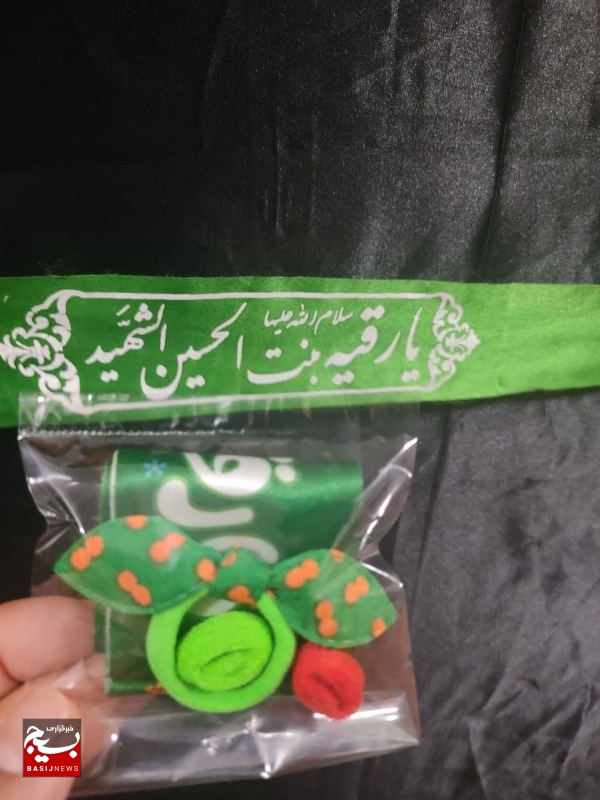 یا رقیه بنت الحسین الشهید
سلام الله علیها
خبرگزاری
بسیج
BASIJNEWS